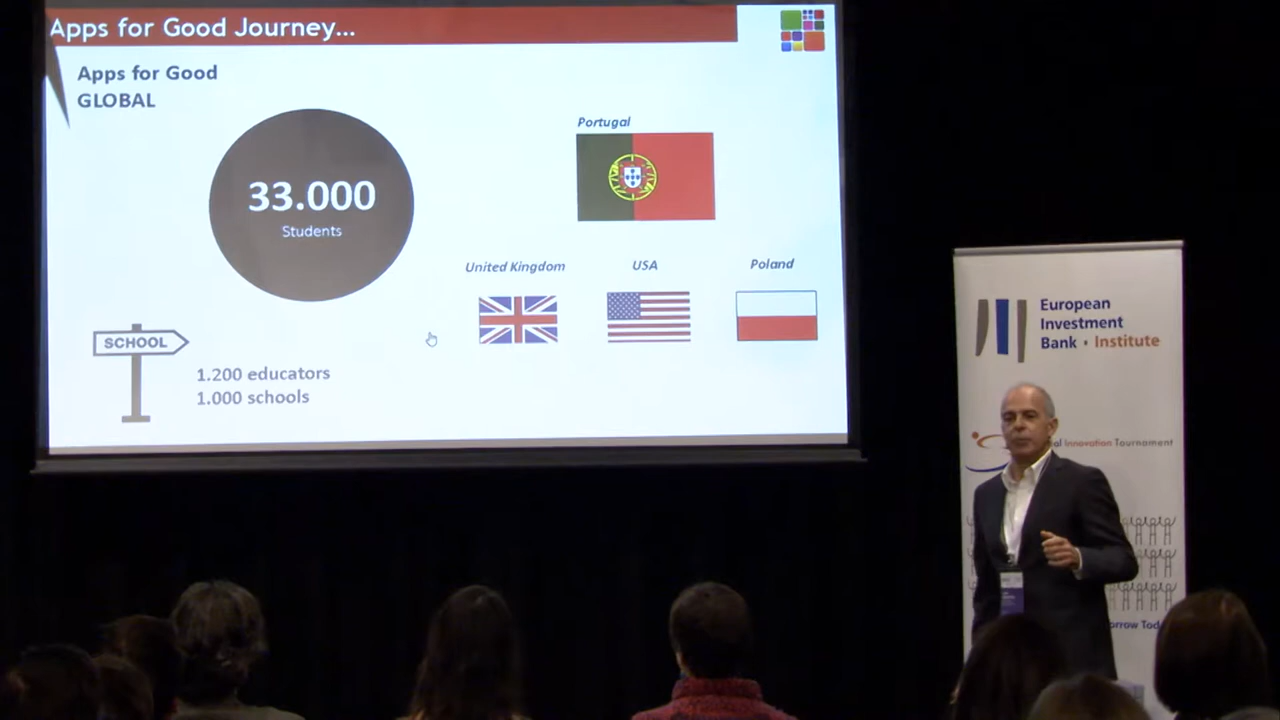 Apps for Good Journey...
Apps for Good
GLOBAL
33.000
Students
Portugal
United Kingdom
USA
Poland
SCHOOL
1.200 educators
1.000 schools
European
Investment
Bank • Institute
Innovation Tournament